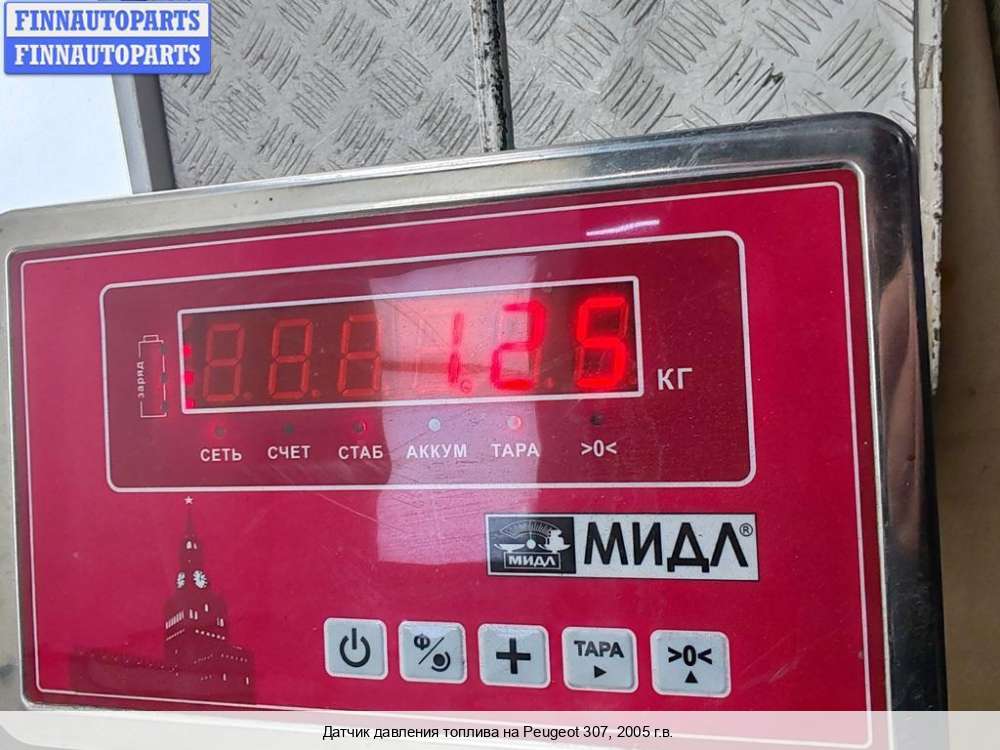 FINNAUTOPARTS
FINNAUTOPARTS
заряд
1.25
КГ
СЕТЬ СЧЕТ СТАБ АККУМ ТАРА >0<
МИДЛ МИДЛ®
Ф/ + ТАРА >0<
Датчик давления топлива на Peugeot 307, 2005 г.в.